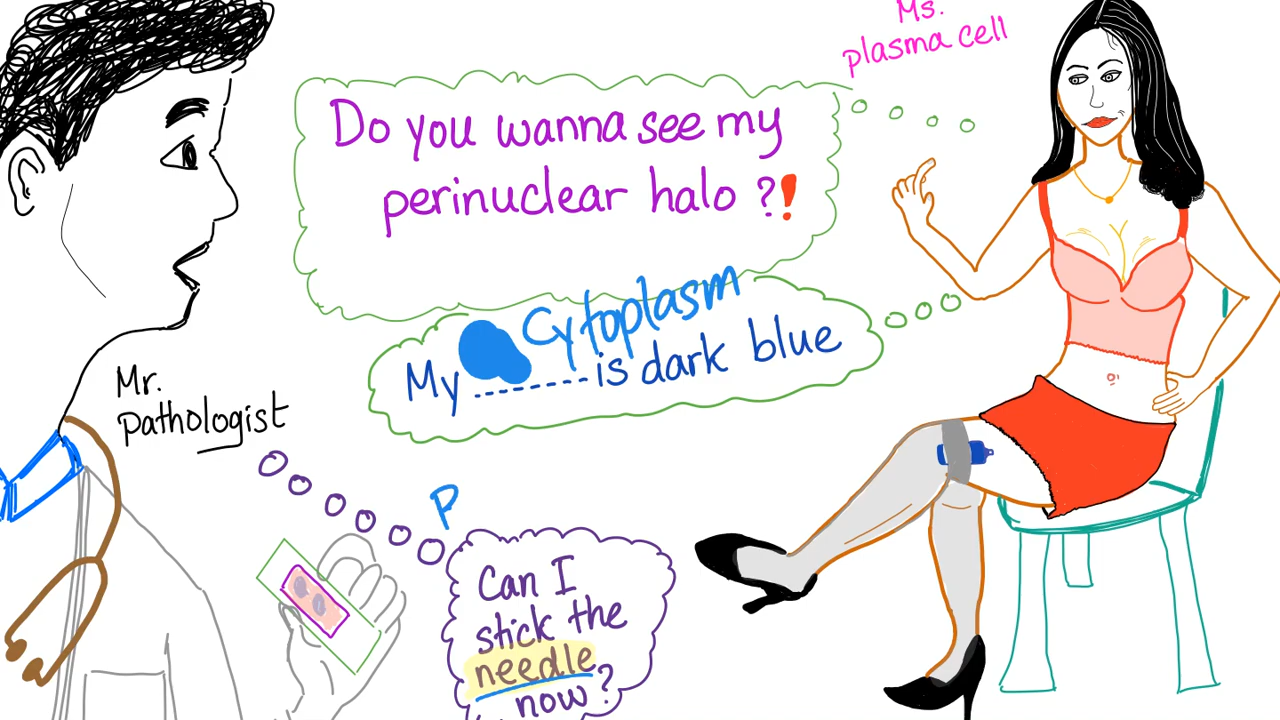 Ms.
plasma cell
Do you wanna see my
perinuclear halo ?!
Cytoplasm
My -------- is dark blue
Mr.
pathologist
P
Can I
stick the
needle
now?